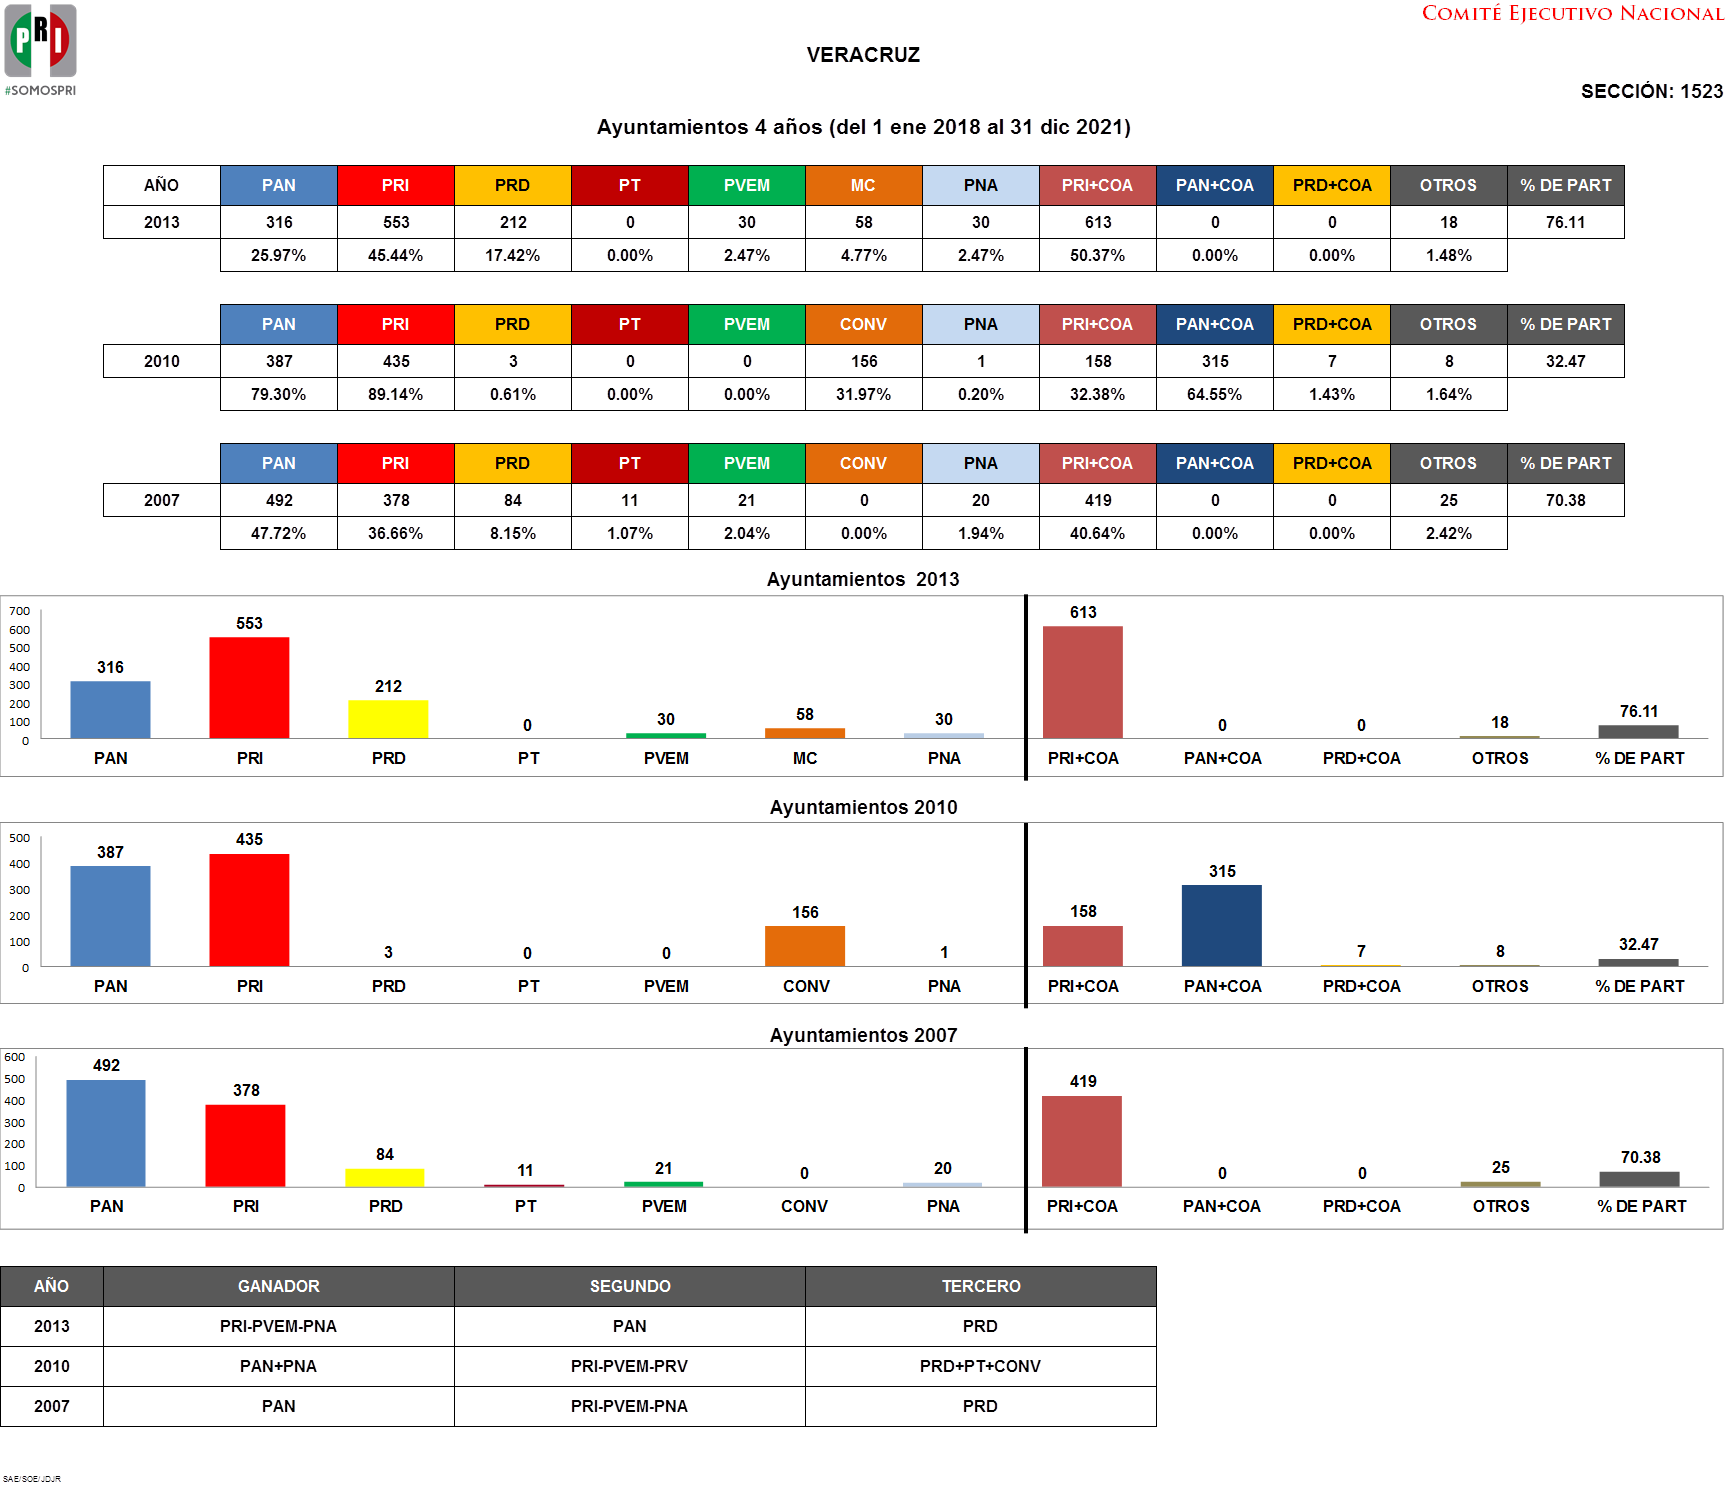 PRI
#SOMOSPRI
COMITÉ EJECUTIVO NACIONAL
VERACRUZ
SECCIÓN: 1523
Ayuntamientos 4 años (del 1 ene 2018 al 31 dic 2021)
AÑO PAN PRI PRD PT PVEM MC PNA PRI+COA PAN+COA PRD+COA OTROS % DE PART
2013 316 553 212 0 30 58 30 613 0 0 18 76.11
25.97% 45.44% 17.42% 0.00% 2.47% 4.77% 2.47% 50.37% 0.00% 0.00% 1.48%
PAN PRI PRD PT PVEM CONV PNA PRI+COA PAN+COA PRD+COA OTROS % DE PART
2010 387 435 3 0 0 156 1 158 315 7 8 32.47
79.30% 89.14% 0.61% 0.00% 0.00% 31.97% 0.20% 32.38% 64.55% 1.43% 1.64%
PAN PRI PRD PT PVEM CONV PNA PRI+COA PAN+COA PRD+COA OTROS % DE PART
2007 492 378 84 11 21 0 20 419 0 0 25 70.38
47.72% 36.66% 8.15% 1.07% 2.04% 0.00% 1.94% 40.64% 0.00% 0.00% 2.42%
Ayuntamientos 2013
700
600
500
400
300
200
100
0
316 553 212 0 30 58 30 613 0 0 18 76.11
PAN PRI PRD PT PVEM MC PNA PRI+COA PAN+COA PRD+COA OTROS % DE PART
Ayuntamientos 2010
500
400
300
200
100
0
387 435 3 0 0 156 1 158 315 7 8 32.47
PAN PRI PRD PT PVEM CONV PNA PRI+COA PAN+COA PRD+COA OTROS % DE PART
Ayuntamientos 2007
600
500
400
300
200
100
0
492 378 84 11 21 0 20 419 0 0 25 70.38
PAN PRI PRD PT PVEM CONV PNA PRI+COA PAN+COA PRD+COA OTROS % DE PART
AÑO GANADOR SEGUNDO TERCERO
2013 PRI-PVEM-PNA PAN PRD
2010 PAN+PNA PRI-PVEM-PRV PRD+PT+CONV
2007 PAN PRI-PVEM-PNA PRD
SAE/SOE/JDJR